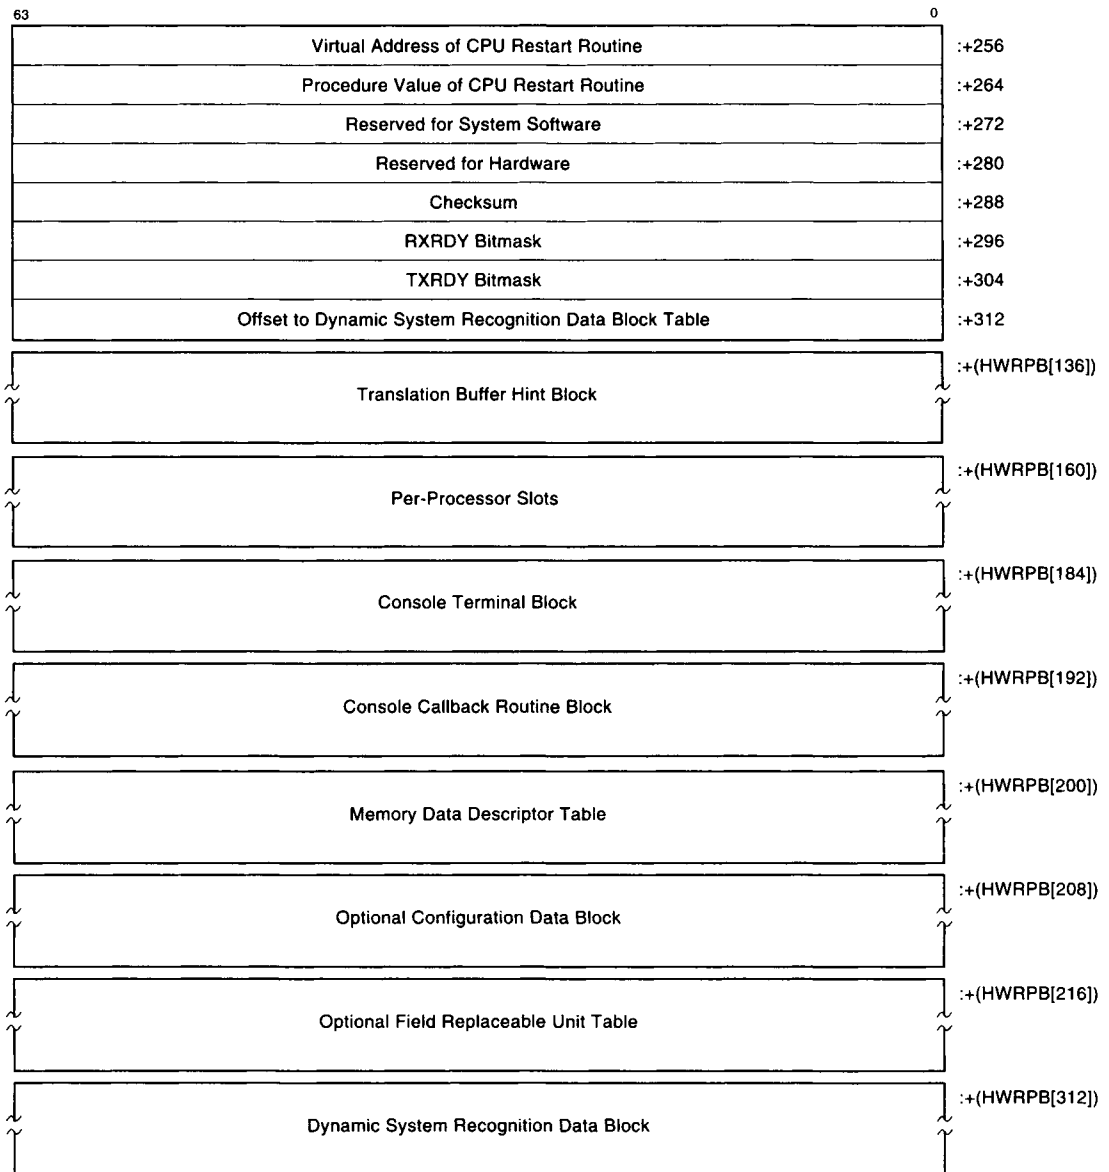 63 0
Virtual Address of CPU Restart Routine :+256
Procedure Value of CPU Restart Routine :+264
Reserved for System Software :+272
Reserved for Hardware :+280
Checksum :+288
RXRDY Bitmask :+296
TXRDY Bitmask :+304
Offset to Dynamic System Recognition Data Block Table :+312
:+(HWRPB[136])
Translation Buffer Hint Block
:+(HWRPB[160])
Per-Processor Slots
:+(HWRPB[184])
Console Terminal Block
:+(HWRPB[192])
Console Callback Routine Block
:+(HWRPB[200])
Memory Data Descriptor Table
:+(HWRPB[208])
Optional Configuration Data Block
:+(HWRPB[216])
Optional Field Replaceable Unit Table
:+(HWRPB[312])
Dynamic System Recognition Data Block